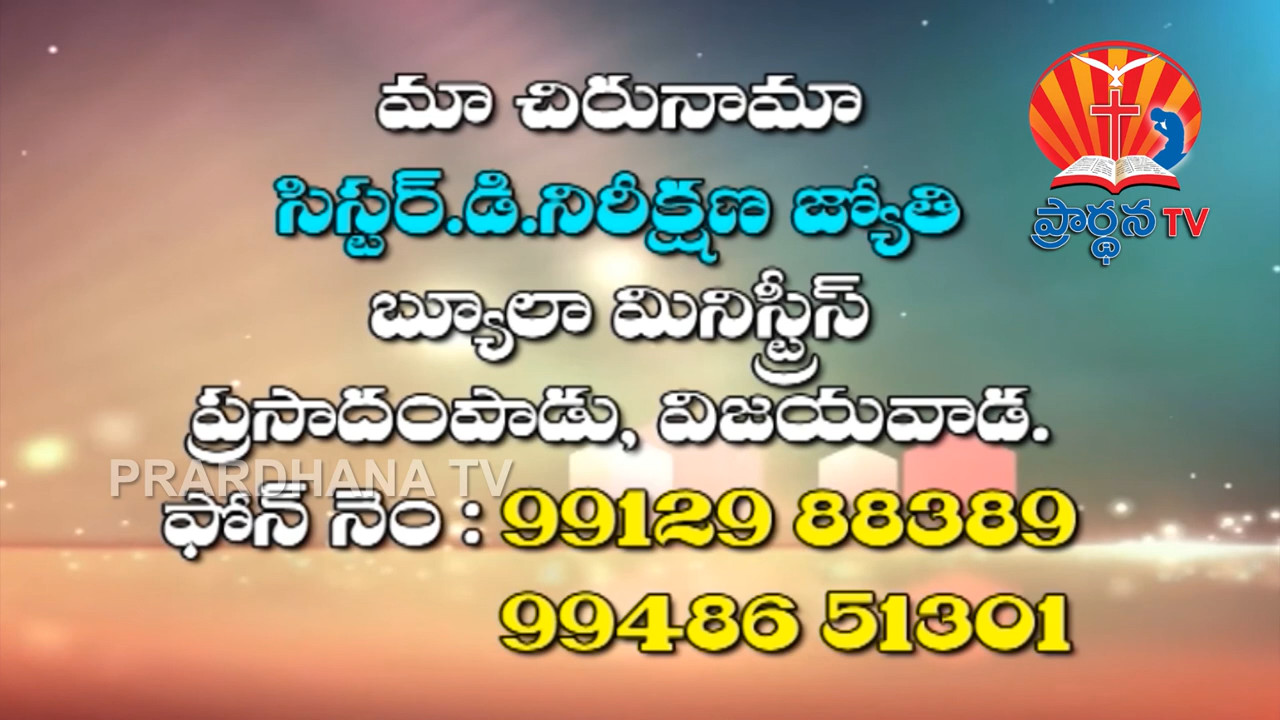 మా చిరునామా
సిస్టర్.డి.నిరీక్షణ జ్యోతి
బ్యూలా మినిస్ట్రీస్
ప్రసాదంపాడు, విజయవాడ.
ఫోన్ నెం : 99129 88389
99486 51301
ప్రార్థన TV
PRARDHANA TV